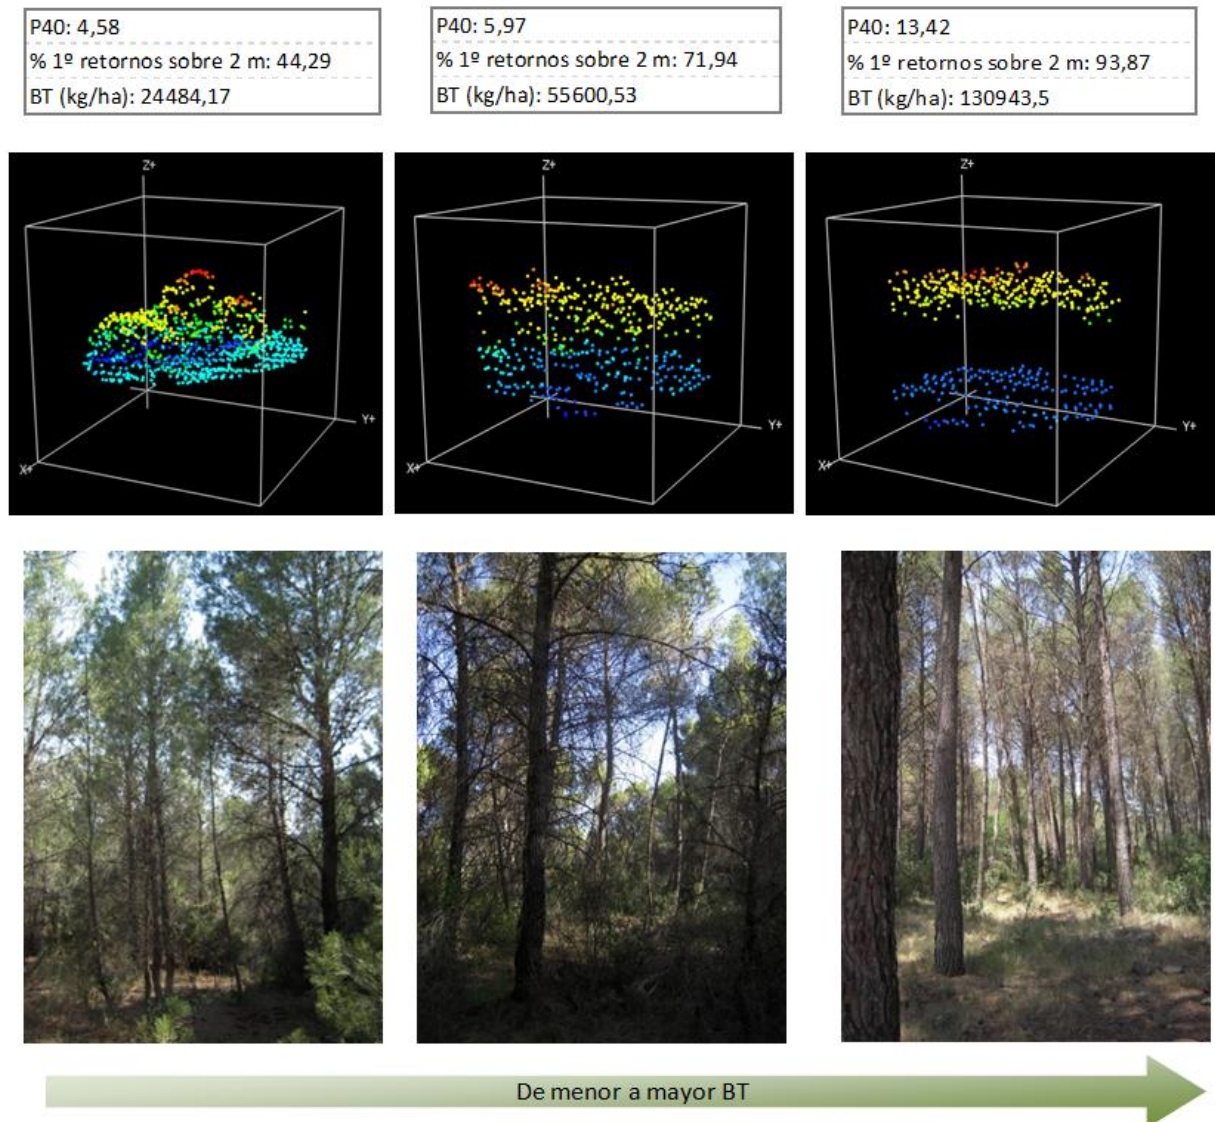 P40: 4,58
% 1º retornos sobre 2 m: 44,29
BT (kg/ha): 24484,17
P40: 5,97
% 1º retornos sobre 2 m: 71,94
BT (kg/ha): 55600,53
P40: 13,42
% 1º retornos sobre 2 m: 93,87
BT (kg/ha): 130943,5
Z+
Y+
X+
Z+
Y+
X+
Z+
Y+
X+
De menor a mayor BT